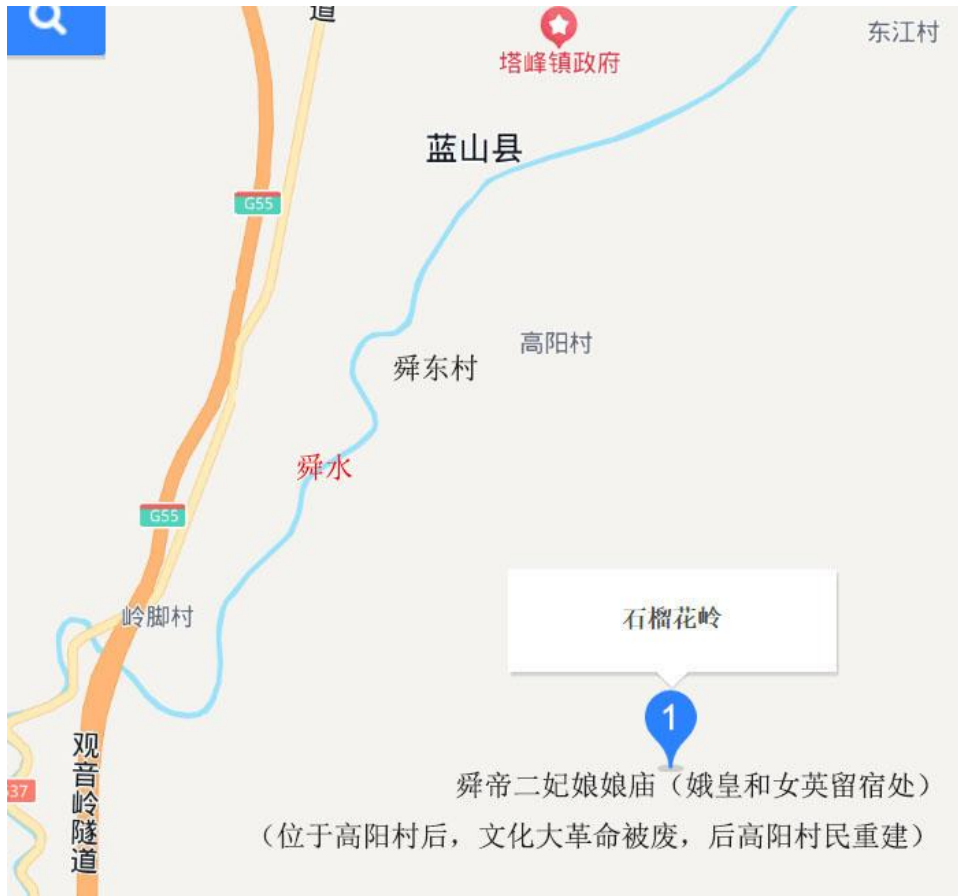 道
东江村
塔峰镇政府
蓝山县
G55
高阳村
舜东村
舜水
G55
岭脚村
石榴花岭
1
观音岭隧道
37
舜帝二妃娘娘庙（娥皇和女英留宿处）
（位于高阳村后，文化大革命被废，后高阳村民重建）